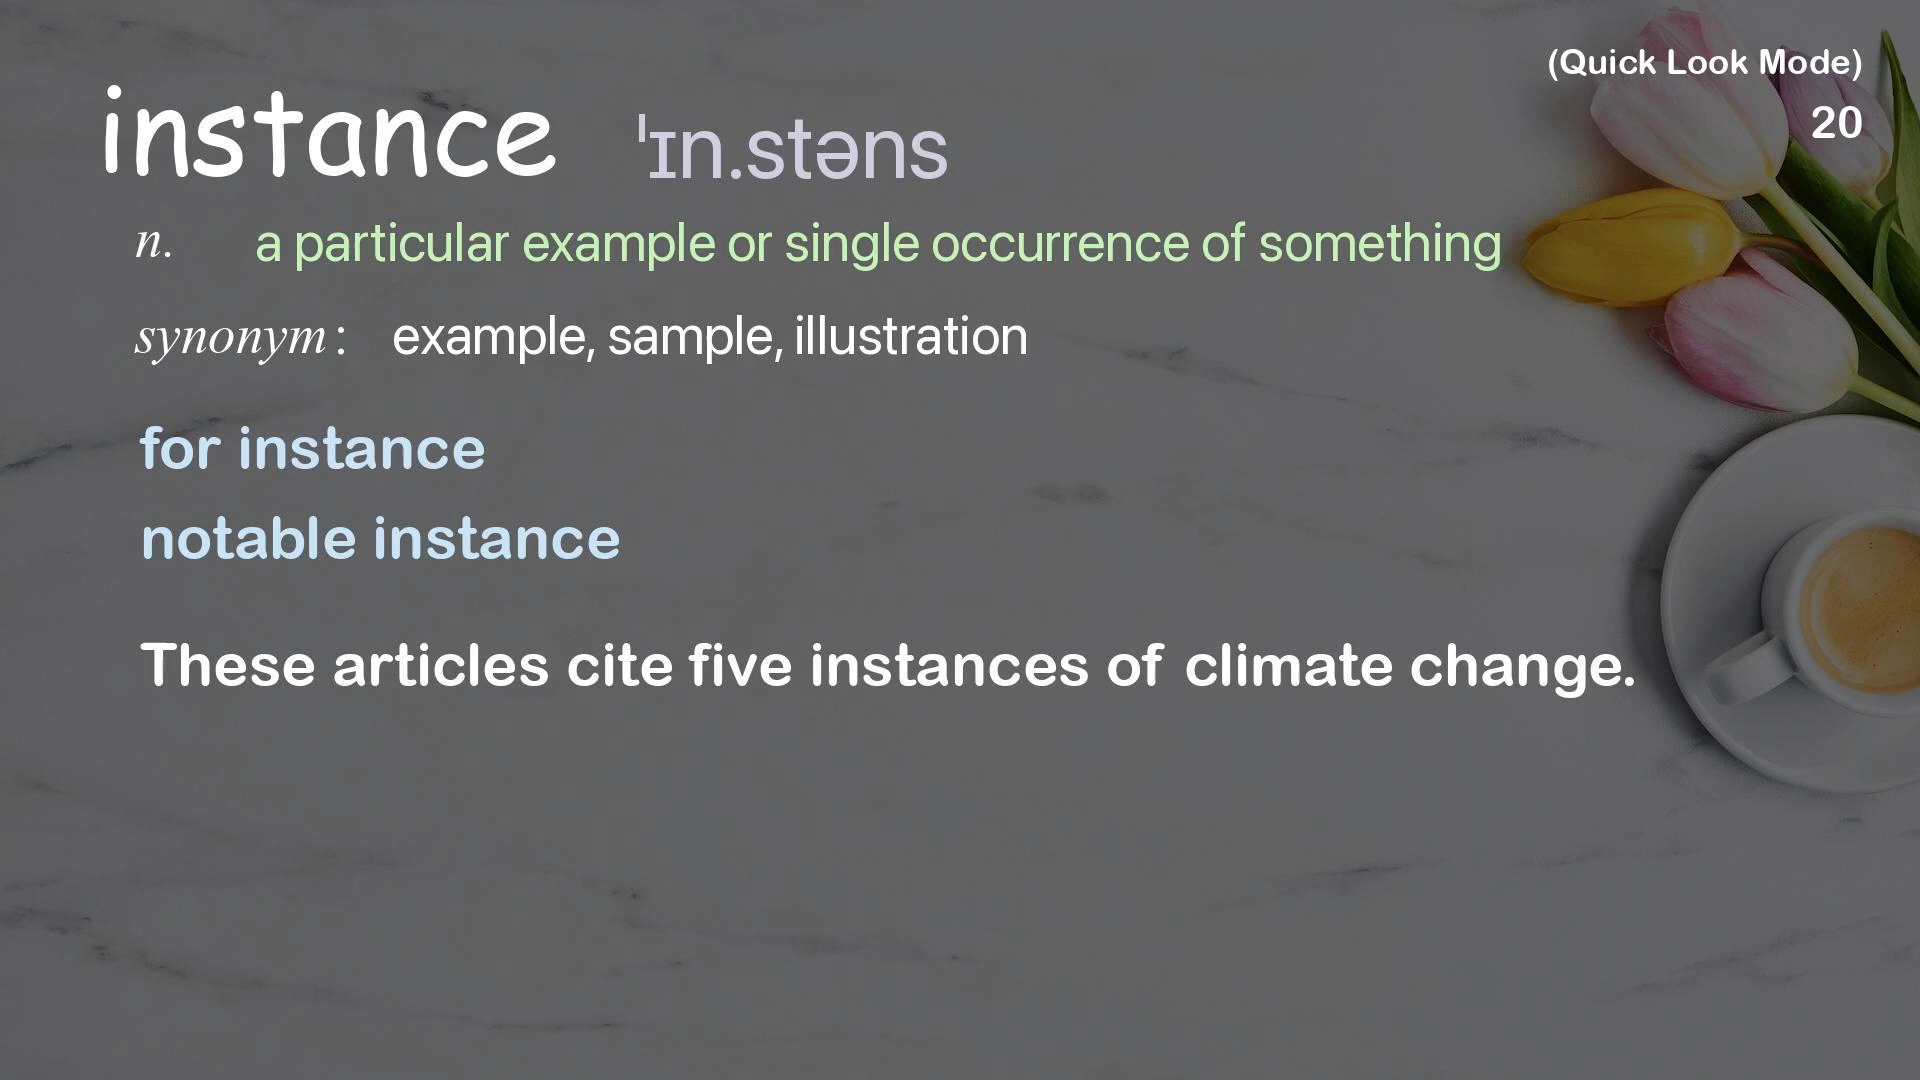 (Quick Look Mode)
20
instance ˈɪn.stəns
n. a particular example or single occurrence of something
synonym : example, sample, illustration
for instance
notable instance
These articles cite five instances of climate change.